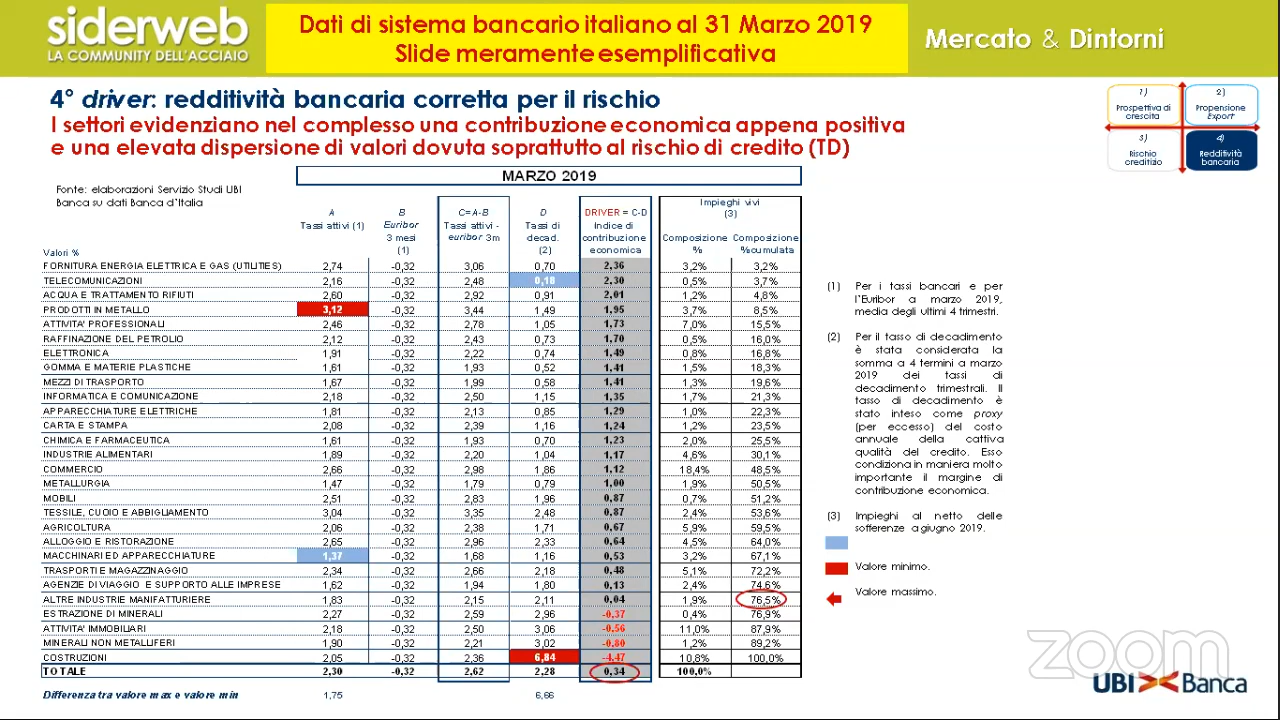 siderweb
LA COMMUNITY DELL'ACCIAIO
Dati di sistema bancario italiano al 31 Marzo 2019
Slide meramente esemplificativa
Mercato & Dintorni
4° driver: redditività bancaria corretta per il rischio
I settori evidenziano nel complesso una contribuzione economica appena positiva
e una elevata dispersione di valori dovuta soprattutto al rischio di credito (TD)
1)
Prospettiva di
crescita
2)
Propensione
Export
3)
Rischio
creditizio
4)
Redditività
bancaria
Fonte: elaborazioni Servizio Studi UBI
Banca su dati Banca d'Italia
MARZO 2019
Valori %
A
Tassi attivi (1)
B
Euribor
3 mesi
(1)
C=A-B
Tassi attivi -
euribor 3m
D
Tassi di
decad.
(2)
DRIVER = C-D
Indice di
contribuzione
economica
Impieghi vivi
(3)
Composizione
%
Composizione
%cumulata
FORNITURA ENERGIA ELETTRICA E GAS (UTILITIES) 2,74 -0,32 3,06 0,70 2,36 3,2% 3,2%
TELECOMUNICAZIONI 2,16 -0,32 2,48 0,18 2,30 0,5% 3,7%
ACQUA E TRATTAMENTO RIFIUTI 2,60 -0,32 2,92 0,91 2,01 1,2% 4,8%
PRODOTTI IN METALLO 3,12 -0,32 3,44 1,49 1,95 3,7% 8,5%
ATTIVITA' PROFESSIONALI 2,46 -0,32 2,78 1,05 1,73 7,0% 15,5%
RAFFINAZIONE DEL PETROLIO 2,12 -0,32 2,43 0,73 1,70 0,5% 16,0%
ELETTRONICA 1,91 -0,32 2,22 0,74 1,49 0,8% 16,8%
GOMMA E MATERIE PLASTICHE 1,61 -0,32 1,93 0,52 1,41 1,5% 18,3%
MEZZI DI TRASPORTO 1,67 -0,32 1,99 0,58 1,41 1,3% 19,6%
INFORMATICA E COMUNICAZIONE 2,18 -0,32 2,50 1,15 1,35 1,7% 21,3%
APPARECCHIATURE ELETTRICHE 1,81 -0,32 2,13 0,85 1,29 1,0% 22,3%
CARTA E STAMPA 2,08 -0,32 2,39 1,16 1,24 1,2% 23,5%
CHIMICA E FARMACEUTICA 1,61 -0,32 1,93 0,70 1,23 2,0% 25,5%
INDUSTRIE ALIMENTARI 1,89 -0,32 2,20 1,04 1,17 4,6% 30,1%
COMMERCIO 2,66 -0,32 2,98 1,86 1,12 18,4% 48,5%
METALLURGIA 1,47 -0,32 1,79 0,79 1,00 1,9% 50,5%
MOBILI 2,51 -0,32 2,83 1,96 0,87 0,7% 51,2%
TESSILE, CUOIO E ABBIGLIAMENTO 3,04 -0,32 3,35 2,48 0,87 2,4% 53,6%
AGRICOLTURA 2,06 -0,32 2,38 1,71 0,67 5,9% 59,5%
ALLOGGIO E RISTORAZIONE 2,65 -0,32 2,96 2,33 0,64 4,5% 64,0%
MACCHINARI ED APPARECCHIATURE 1,37 -0,32 1,68 1,16 0,53 3,2% 67,1%
TRASPORTI E MAGAZZINAGGIO 2,34 -0,32 2,66 2,18 0,48 5,1% 72,2%
AGENZIE DI VIAGGIO E SUPPORTO ALLE IMPRESE 1,62 -0,32 1,94 1,80 0,13 2,4% 74,6%
ALTRE INDUSTRIE MANIFATTURIERE 1,83 -0,32 2,15 2,11 0,04 1,9% 76,5%
ESTRAZIONE DI MINERALI 2,27 -0,32 2,59 2,96 -0,37 0,4% 76,9%
ATTIVITA' IMMOBILIARI 2,18 -0,32 2,50 3,06 -0.56 11,0% 87,9%
MINERALI NON METALLIFERI 1,90 -0,32 2,21 3,02 -0,80 1,2% 89,2%
COSTRUZIONI 2,05 -0,32 2,36 6,84 -4,47 10,8% 100,0%
TOTALE 2,30 -0,32 2,62 2,28 0,34 100,0%
Differenza tra valore max e valore min 1,75 6,66
(1) Per i tassi bancari e per
l'Euribor a marzo 2019,
media degli ultimi 4 trimestri.
(2) Per il tasso di decadimento
è stata considerata la
somma a 4 termini a marzo
2019 dei tassi di
decadimento trimestrali. Il
tasso di decadimento è
stato inteso come proxy
(per eccesso) del costo
annuale della cattiva
qualità del credito. Esso
condiziona in maniera molto
importante il margine di
contribuzione economica.
(3) Impieghi al netto delle
sofferenze a giugno 2019.
Valore minimo.
Valore massimo.
zoom
UBI Banca